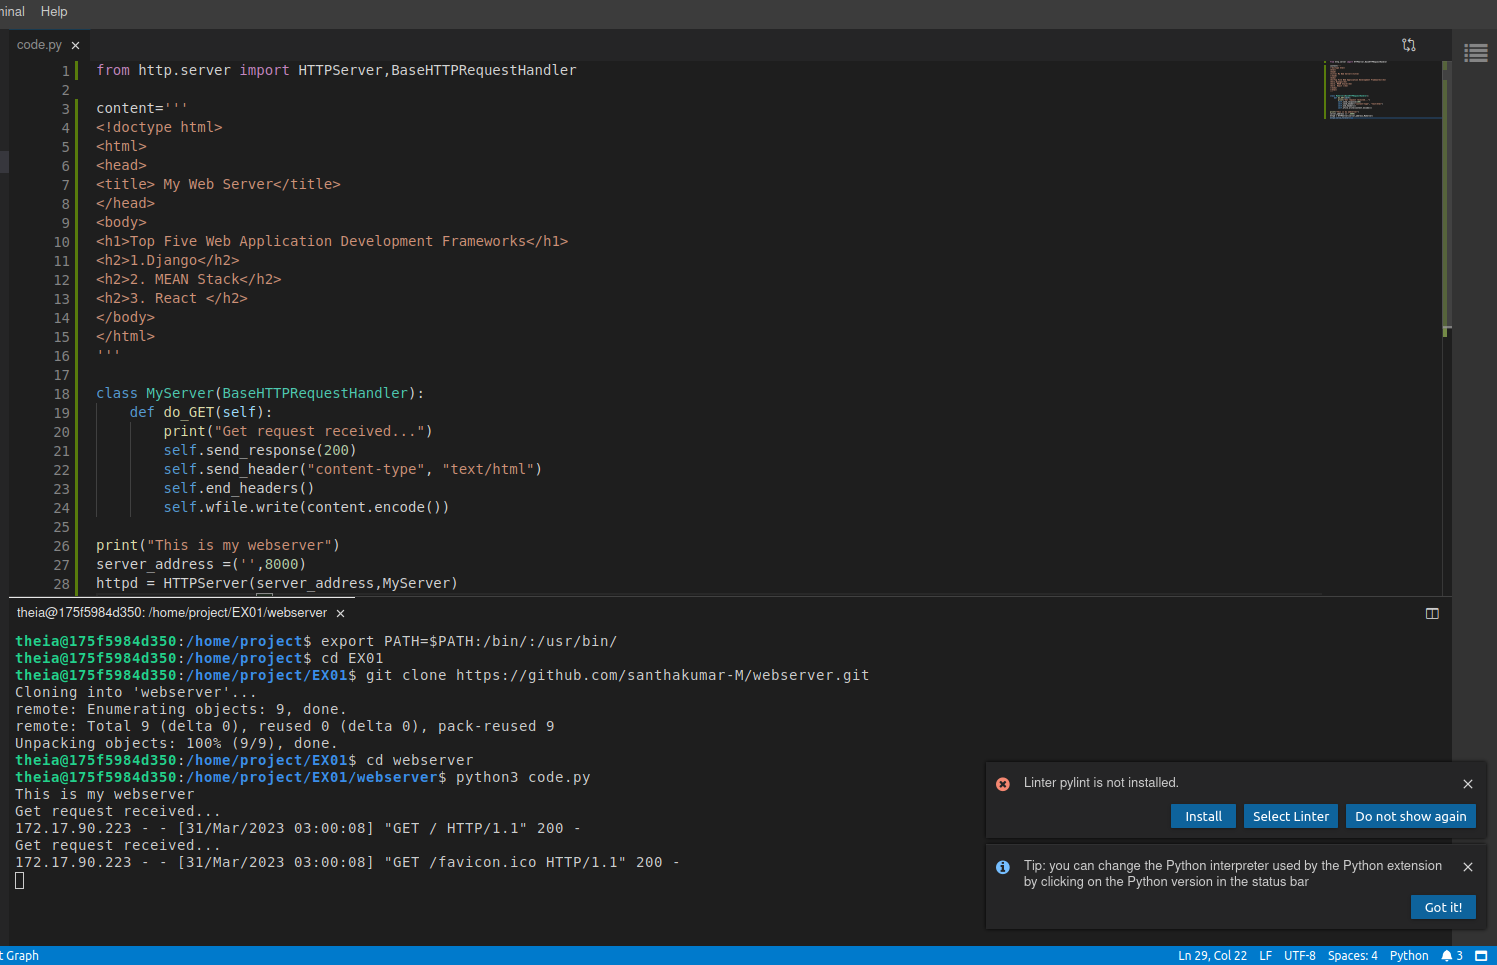 minal Help
code.py ×
1 from http.server import HTTPServer,BaseHTTPRequestHandler
2
3 content='''
4 <!doctype html>
5 <html>
6 <head>
7 <title> My Web Server</title>
8 </head>
9 <body>
10 <h1>Top Five Web Application Development Frameworks</h1>
11 <h2>1.Django</h2>
12 <h2>2. MEAN Stack</h2>
13 <h2>3. React </h2>
14 </body>
15 </html>
16 '''
17
18 class MyServer(BaseHTTPRequestHandler):
19     def do_GET(self):
20         print("Get request received...")
21         self.send_response(200)
22         self.send_header("content-type", "text/html")
23         self.end_headers()
24         self.wfile.write(content.encode())
25
26 print("This is my webserver")
27 server_address =('',8000)
28 httpd = HTTPServer(server_address,MyServer)
theia@175f5984d350: /home/project/EX01/webserver ×
theia@175f5984d350:/home/project$ export PATH=$PATH:/bin/:/usr/bin/
theia@175f5984d350:/home/project$ cd EX01
theia@175f5984d350:/home/project/EX01$ git clone https://github.com/santhakumar-M/webserver.git
Cloning into 'webserver'...
remote: Enumerating objects: 9, done.
remote: Total 9 (delta 0), reused 0 (delta 0), pack-reused 9
Unpacking objects: 100% (9/9), done.
theia@175f5984d350:/home/project/EX01$ cd webserver
theia@175f5984d350:/home/project/EX01/webserver$ python3 code.py
This is my webserver
Get request received...
172.17.90.223 - - [31/Mar/2023 03:00:08] "GET / HTTP/1.1" 200 -
Get request received...
172.17.90.223 - - [31/Mar/2023 03:00:08] "GET /favicon.ico HTTP/1.1" 200 -
Linter pylint is not installed.
Install Select Linter Do not show again
Tip: you can change the Python interpreter used by the Python extension
by clicking on the Python version in the status bar
Got it!
t Graph Ln 29, Col 22 LF UTF-8 Spaces: 4 Python 3